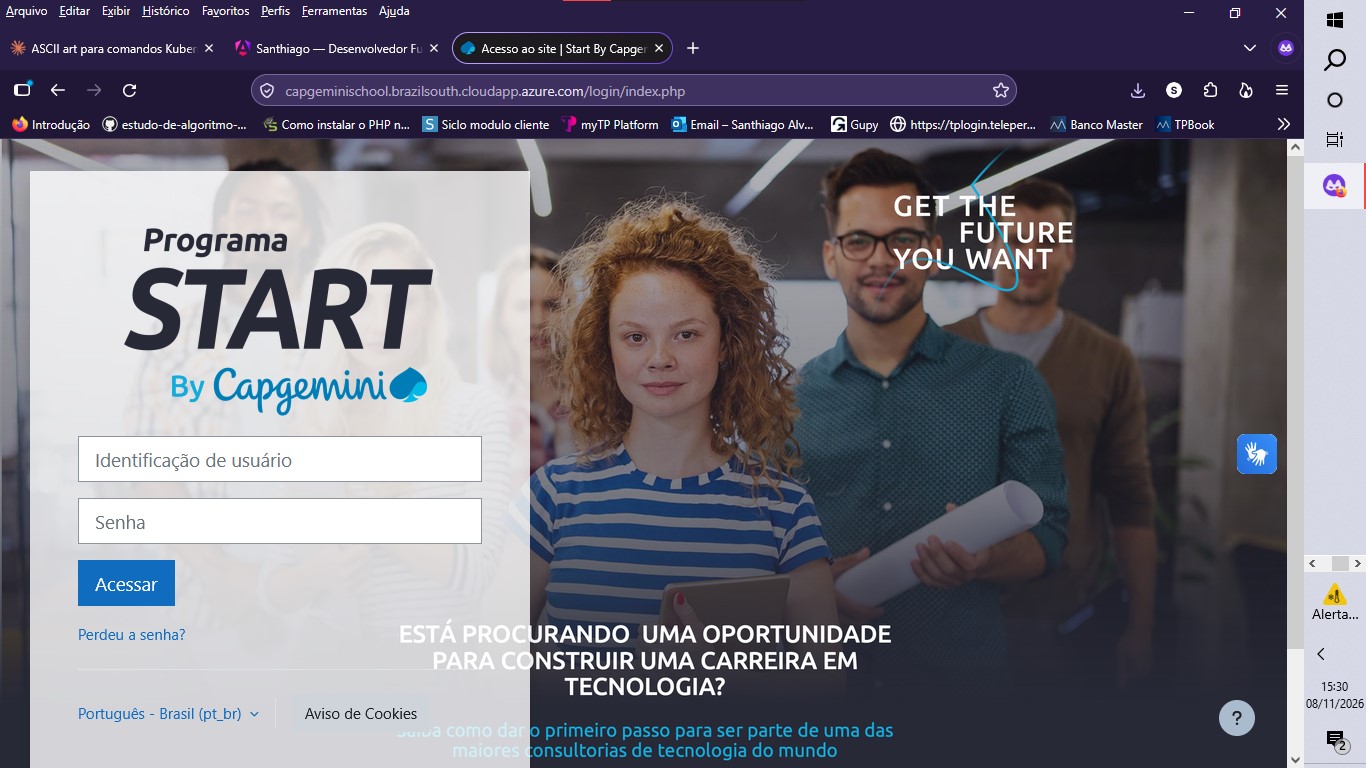 Arquivo Editar Exibir Histórico Favoritos Perfis Ferramentas Ajuda
ASCII art para comandos Kuber
Santhiago — Desenvolvedor Fu
Acesso ao site | Start By Capger
capgeminischool.brazilsouth.cloudapp.azure.com/login/index.php
S
Introdução
estudo-de-algoritmo-...
Como instalar o PHP n...
S Siclo modulo cliente
myTP Platform
Email – Santhiago Alv...
Gupy
https://tplogin.teleper...
Banco Master
TPBook
Programa
START
By Capgemini
Identificação de usuário
Senha
Acessar
Perdeu a senha?
Português - Brasil (pt_br)
Aviso de Cookies
GET THE
FUTURE
YOU WANT
ESTÁ PROCURANDO UMA OPORTUNIDADE
PARA CONSTRUIR UMA CARREIRA EM
TECNOLOGIA?
Saiba como dar o primeiro passo para ser parte de uma das
maiores consultorias de tecnologia do mundo
?
Alerta...
15:30
08/11/2026
2